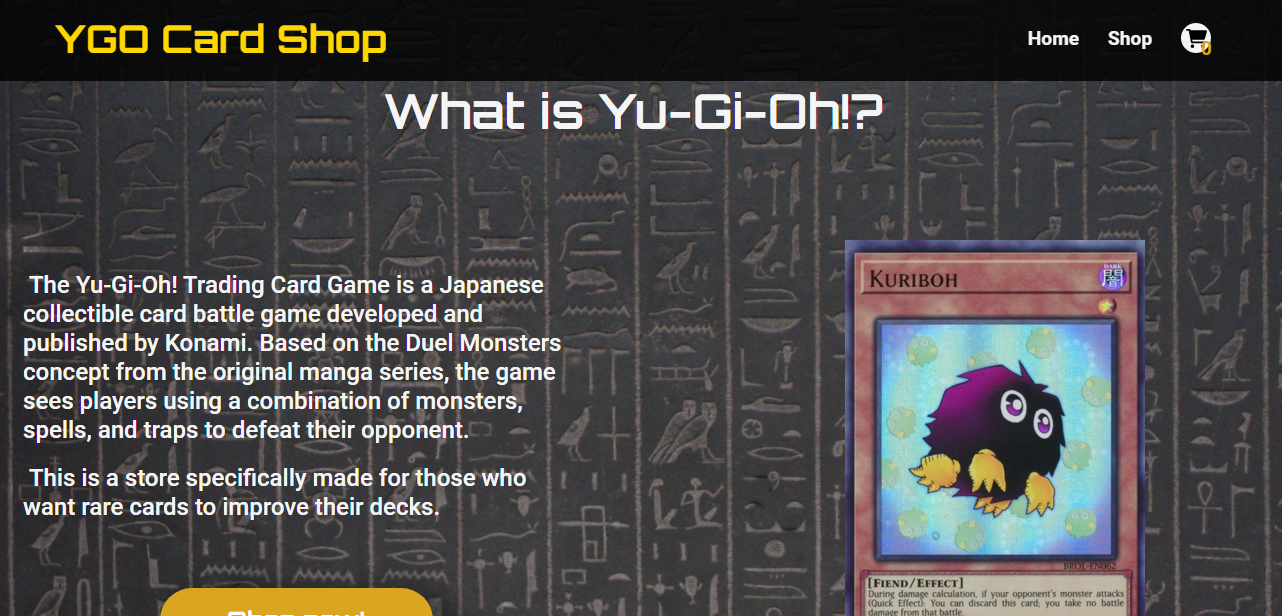 YGO Card Shop
Home
Shop
0
What is Yu-Gi-Oh!?
The Yu-Gi-Oh! Trading Card Game is a Japanese
collectible card battle game developed and
published by Konami. Based on the Duel Monsters
concept from the original manga series, the game
sees players using a combination of monsters,
spells, and traps to defeat their opponent.
This is a store specifically made for those who
want rare cards to improve their decks.
Shop now!
KURIBOH
DARK
闇
BROL-EN062
[FIEND/EFFECT]
During damage calculation, if your opponent's monster attacks
(Quick Effect): You can discard this card; you take no battle
damage from that battle.